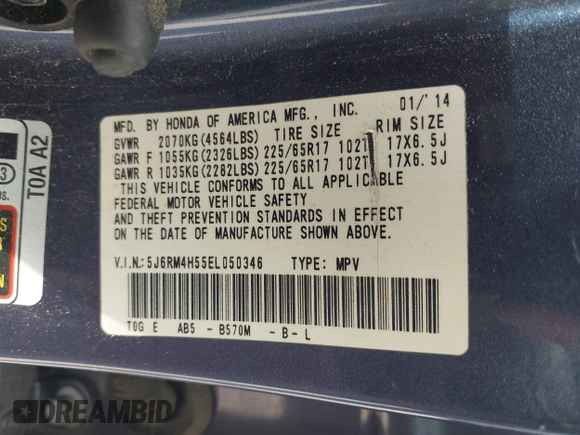 MFD. BY HONDA OF AMERICA MFG., INC. 01/'14
GVWR 2070KG(4564LBS) TIRE SIZE RIM SIZE
GAWR F 1055KG(2326LBS) 225/65R17 102T 17X6.5J
GAWR R 1035KG(2282LBS) 225/65R17 102T 17X6.5J
THIS VEHICLE CONFORMS TO ALL APPLICABLE
FEDERAL MOTOR VEHICLE SAFETY
AND THEFT PREVENTION STANDARDS IN EFFECT
ON THE DATE OF MANUFACTURE SHOWN ABOVE.
V.I.N.: 5J6RM4H55EL050346 TYPE: MPV
TOG E AB5 - B570M - B - L
TOA A2
3
S
N
DREAMBID